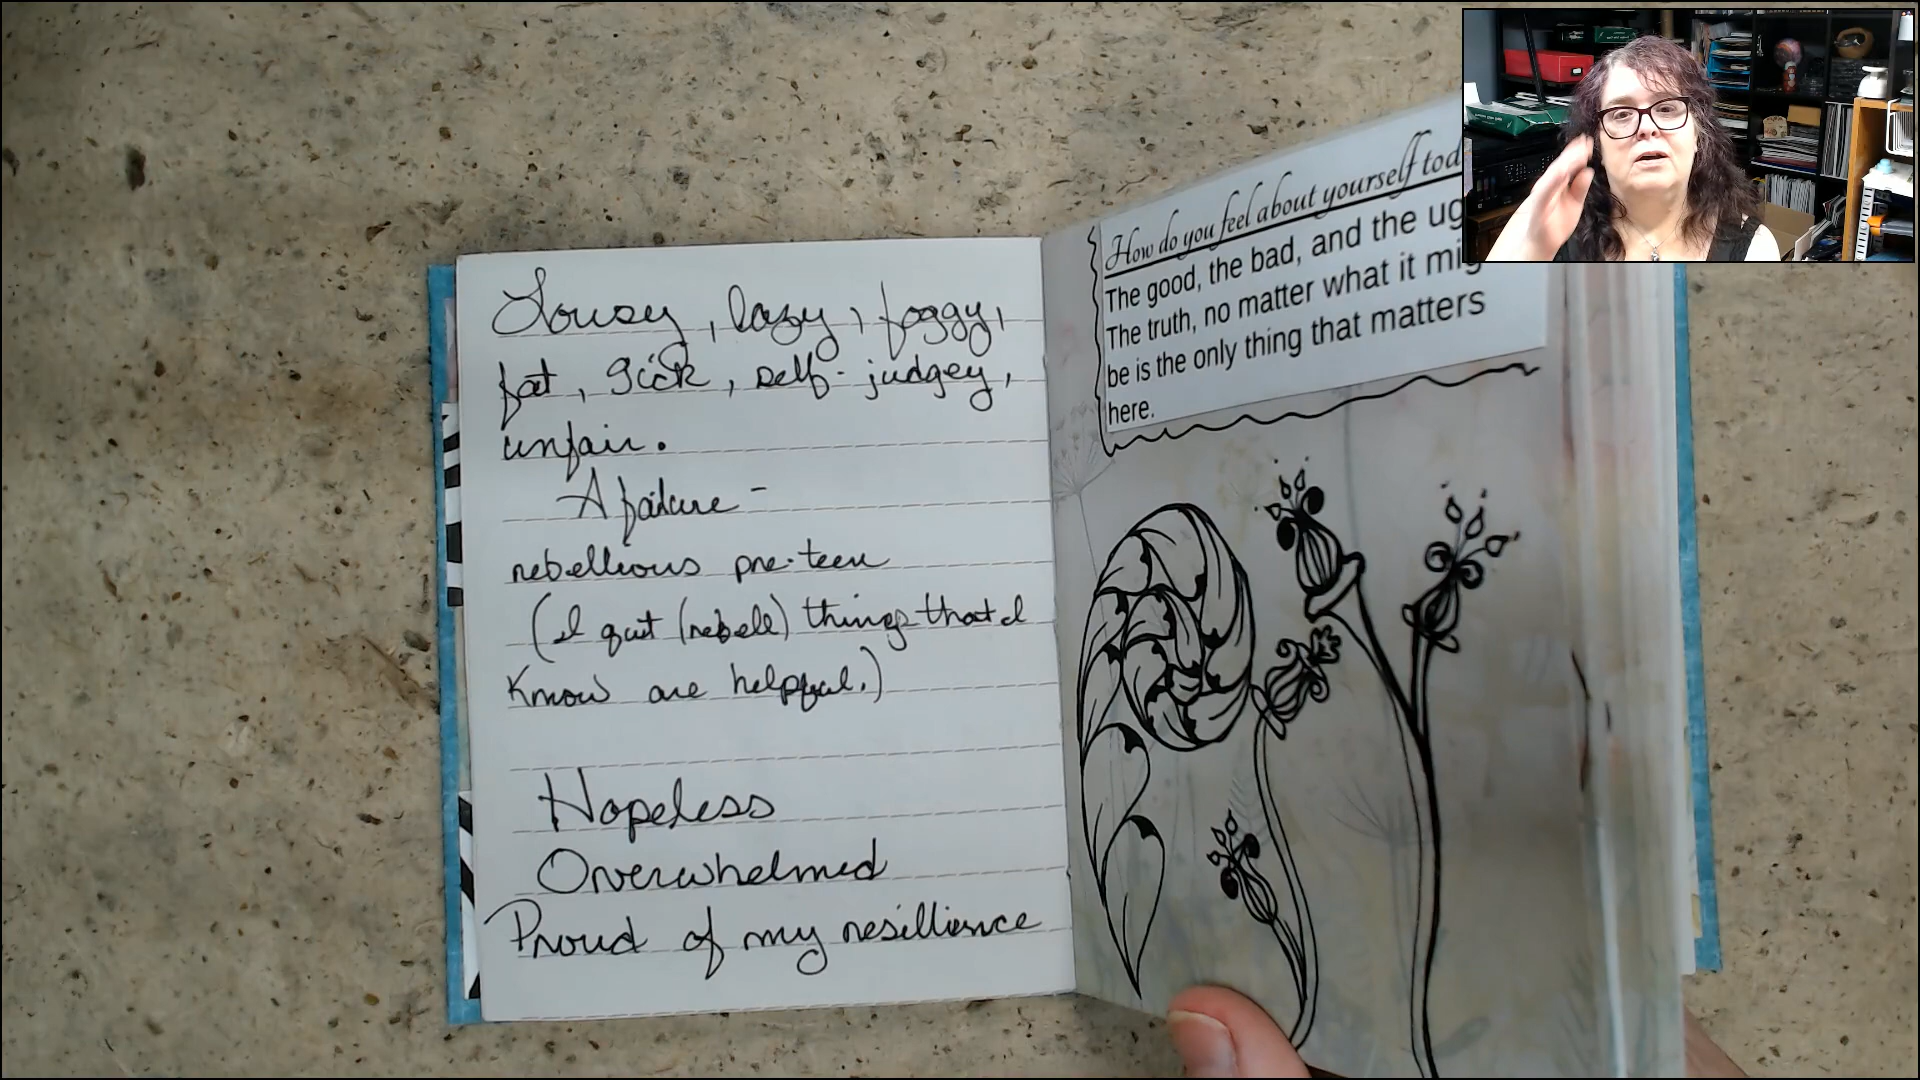 Lousy, lazy, foggy,
fat, sick, self-judgey,
unfair.
A failure -
rebellious pre-teen
(I quit (rebell) things that I
know are helpful.)
Hopeless
Overwhelmed
Proud of my resillience
How do you feel about yourself tod
The good, the bad, and the ug
The truth, no matter what it mig
be is the only thing that matters
here.